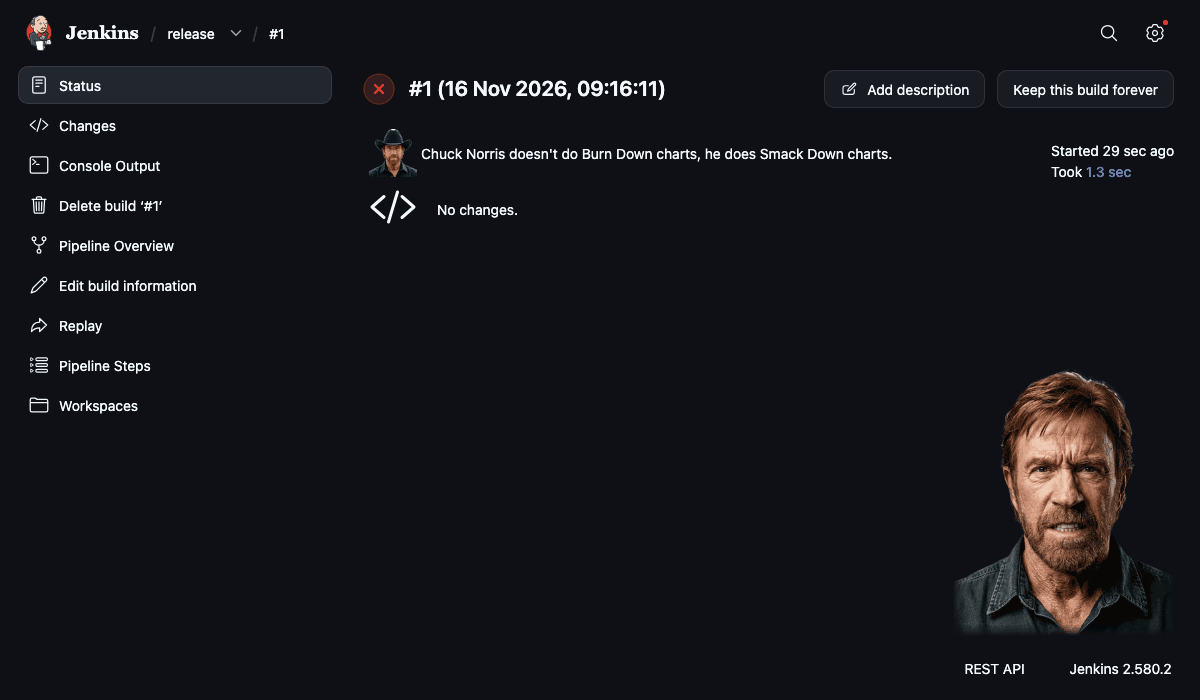 Jenkins / release / #1
Status
Changes
Console Output
Delete build ‘#1’
Pipeline Overview
Edit build information
Replay
Pipeline Steps
Workspaces
#1 (16 Nov 2026, 09:16:11)
Add description
Keep this build forever
Chuck Norris doesn't do Burn Down charts, he does Smack Down charts.
Started 29 sec ago
Took 1.3 sec
No changes.
REST API
Jenkins 2.580.2